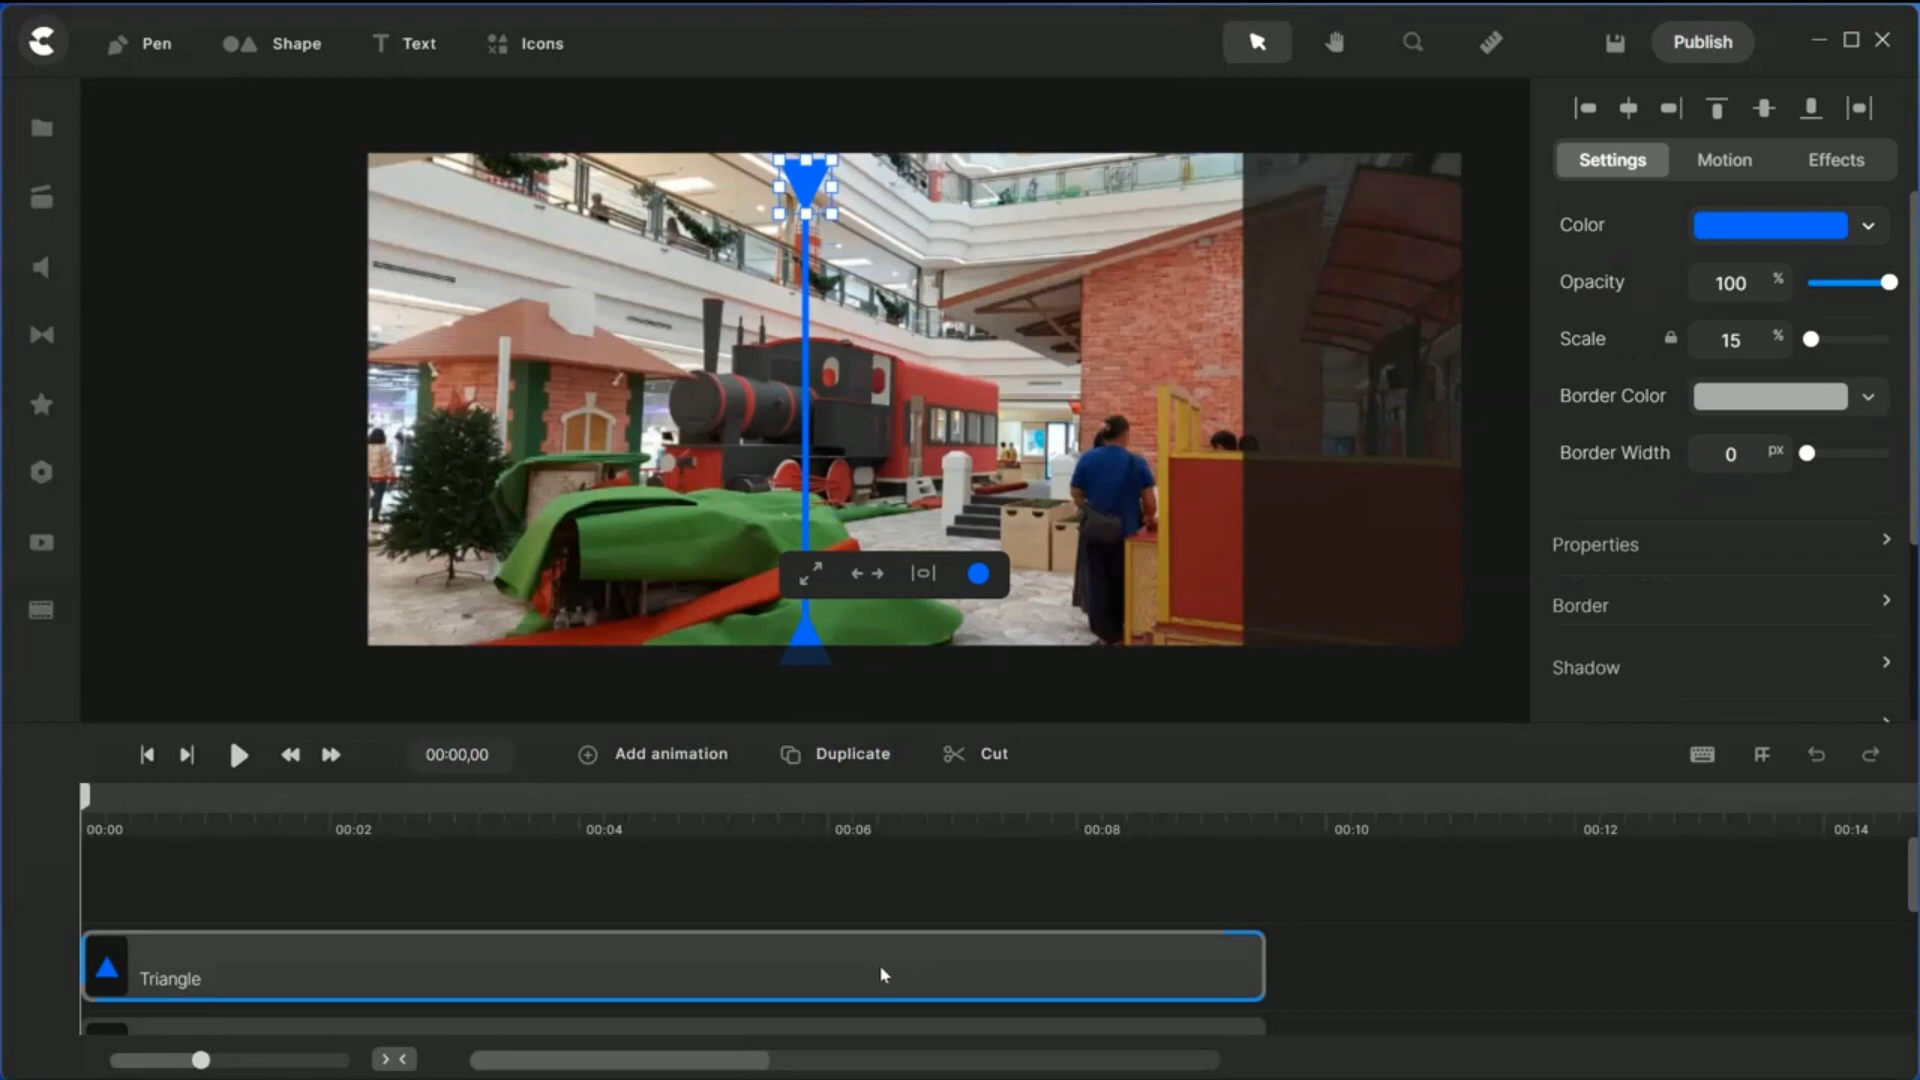 Pen
Shape
Text
Icons
Publish
Settings
Motion
Effects
Color
Opacity
100 %
Scale
15 %
Border Color
Border Width
0 px
Properties
Border
Shadow
00:00,00
Add animation
Duplicate
Cut
00:00
00:02
00:04
00:06
00:08
00:10
00:12
00:14
Triangle